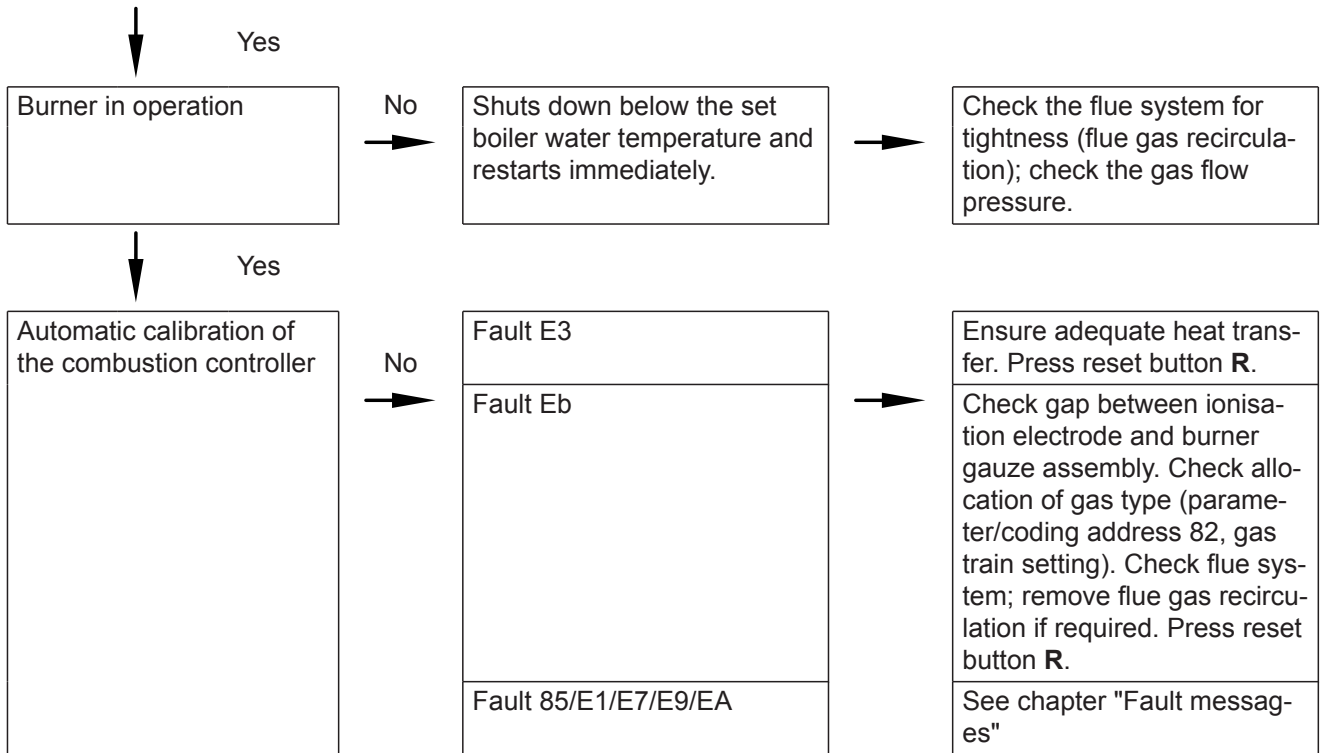 Yes
Burner in operation
No
Shuts down below the set
boiler water temperature and
restarts immediately.
Check the flue system for
tightness (flue gas recircula-
tion); check the gas flow
pressure.
Yes
Automatic calibration of
the combustion controller
No
Fault E3
Ensure adequate heat trans-
fer. Press reset button R.
Fault Eb
Check gap between ionisa-
tion electrode and burner
gauze assembly. Check allo-
cation of gas type (parame-
ter/coding address 82, gas
train setting). Check flue sys-
tem; remove flue gas recircu-
lation if required. Press reset
button R.
Fault 85/E1/E7/E9/EA
See chapter "Fault messag-
es"